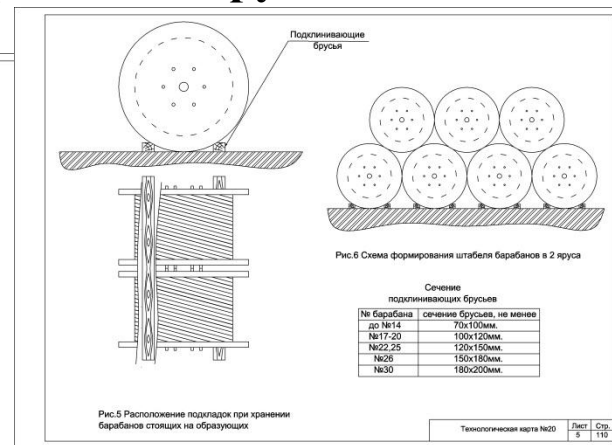 Подклинивающие
брусья
Рис.6 Схема формирования штабеля барабанов в 2 яруса
Сечение
подклинивающих брусьев
№ барабана сечение брусьев, не менее
до №14 70х100мм.
№17-20 100х120мм.
№22,25 120х150мм.
№26 150х180мм.
№30 180х200мм.
Рис.5 Расположение подкладок при хранении
барабанов стоящих на образующих
Технологическая карта №20
Лист Стр.
5 110